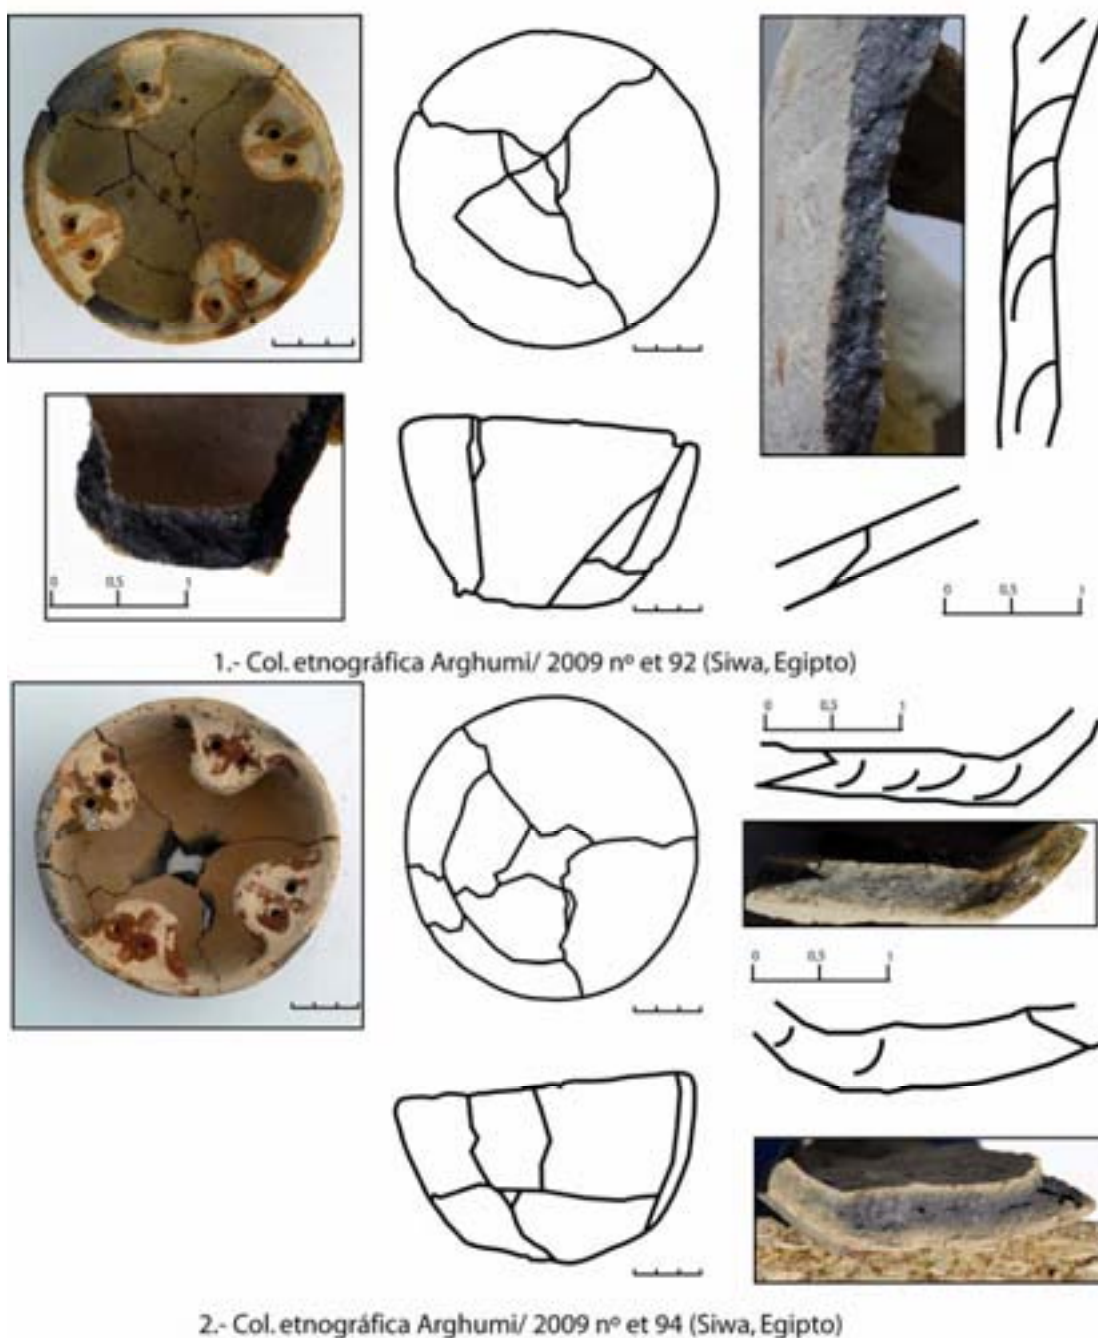 0 0,5 1
0 0,5 1
1.- Col. etnográfica Arghumi/ 2009 nº et 92 (Siwa, Egipto)
0 0,5 1
0 0,5 1
2.- Col. etnográfica Arghumi/ 2009 nº et 94 (Siwa, Egipto)